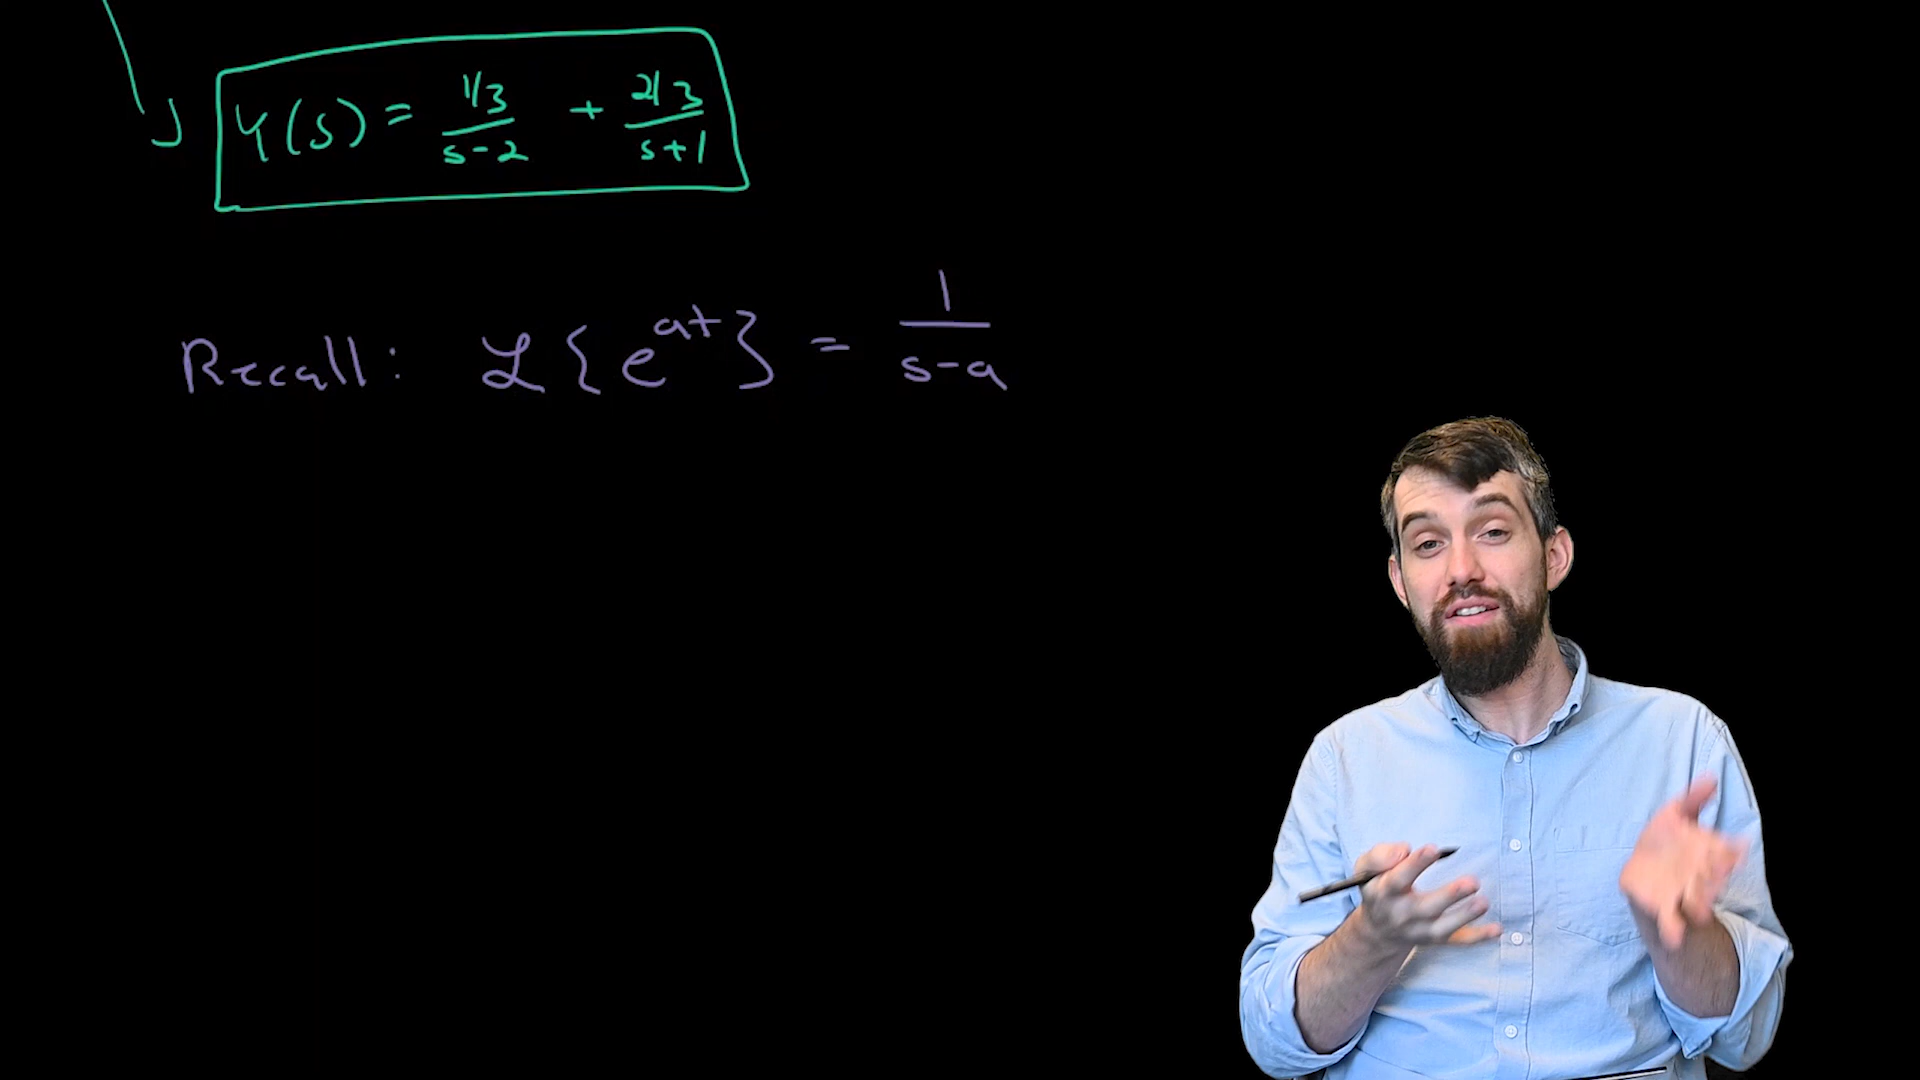 Y(s) = 1/3 / s-2 + 2/3 / s+1
Recall: ℒ{e^at} = 1 / s-a